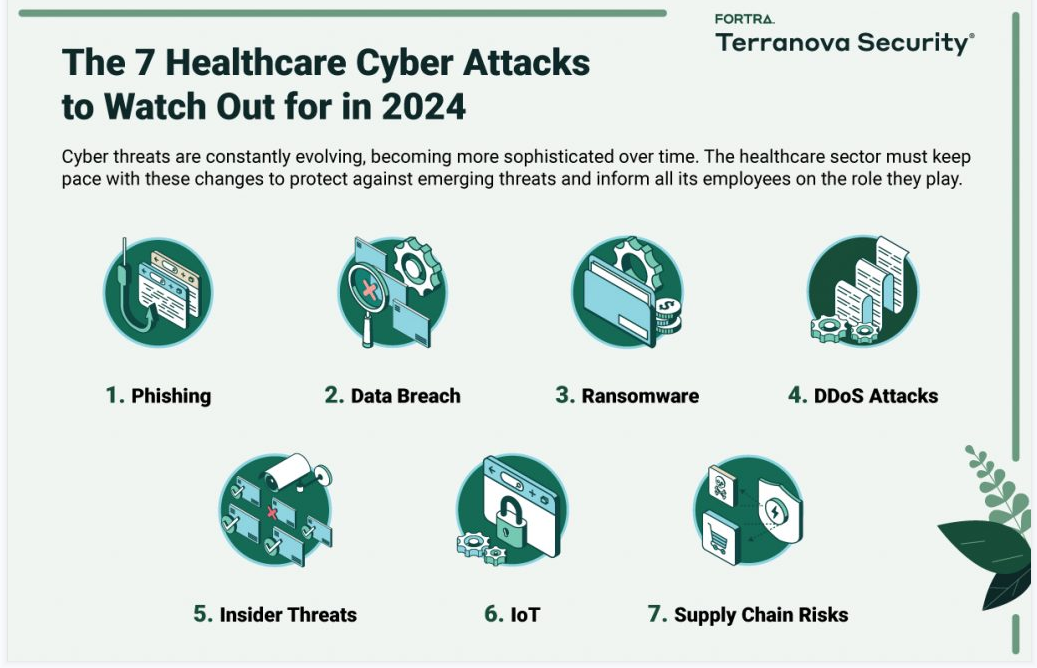 FORTRA.
Terranova Security®
The 7 Healthcare Cyber Attacks
to Watch Out for in 2024
Cyber threats are constantly evolving, becoming more sophisticated over time. The healthcare sector must keep
pace with these changes to protect against emerging threats and inform all its employees on the role they play.
1. Phishing
2. Data Breach
3. Ransomware
4. DDoS Attacks
5. Insider Threats
6. IoT
7. Supply Chain Risks